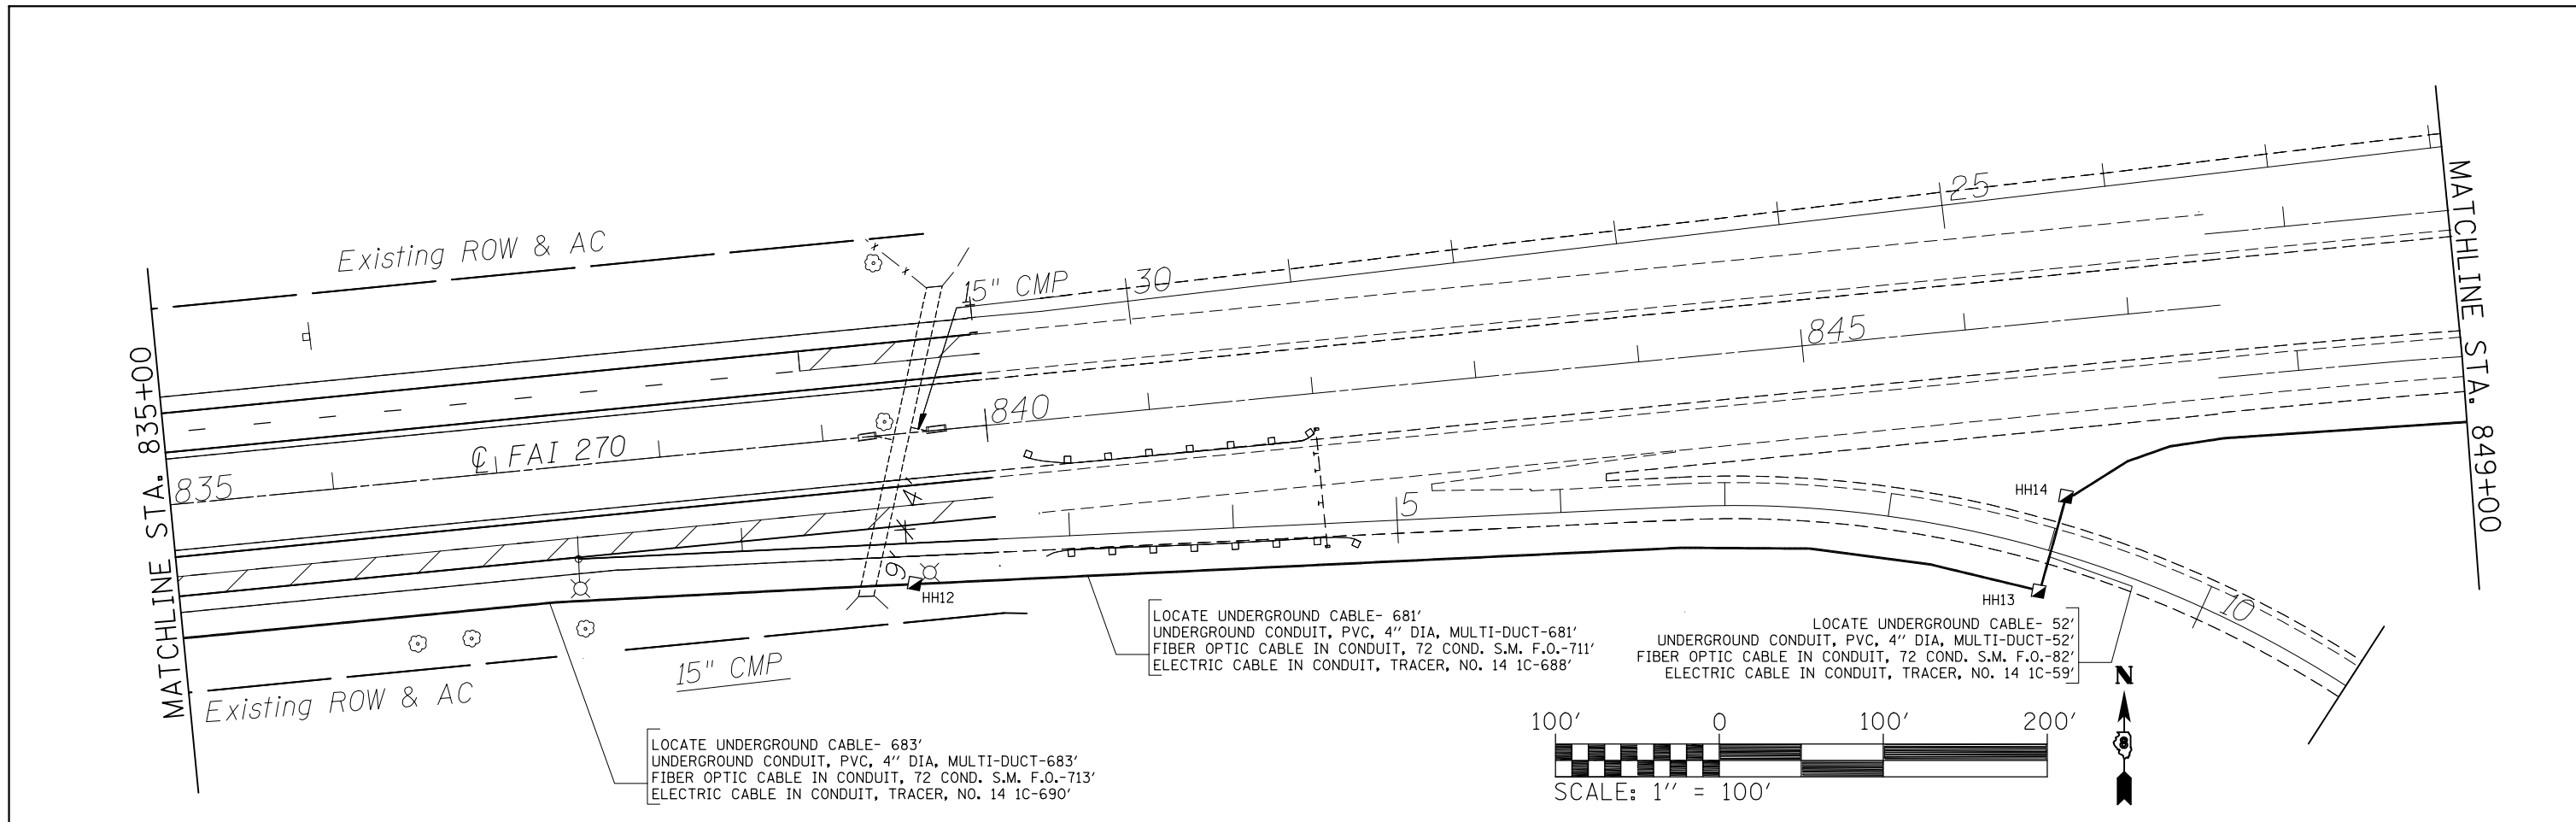 MATCHLINE STA. 835+00
Existing ROW & AC
15" CMP
30
25
MATCHLINE STA. 849+00
845
840
℄ FAI 270
835
4'
6'
5
HH14
HH12
HH13
10
15" CMP
Existing ROW & AC
LOCATE UNDERGROUND CABLE- 681'
UNDERGROUND CONDUIT, PVC, 4" DIA, MULTI-DUCT-681'
FIBER OPTIC CABLE IN CONDUIT, 72 COND. S.M. F.O.-711'
ELECTRIC CABLE IN CONDUIT, TRACER, NO. 14 1C-688'
LOCATE UNDERGROUND CABLE- 52'
UNDERGROUND CONDUIT, PVC, 4" DIA, MULTI-DUCT-52'
FIBER OPTIC CABLE IN CONDUIT, 72 COND. S.M. F.O.-82'
ELECTRIC CABLE IN CONDUIT, TRACER, NO. 14 1C-59'
N
LOCATE UNDERGROUND CABLE- 683'
UNDERGROUND CONDUIT, PVC, 4" DIA, MULTI-DUCT-683'
FIBER OPTIC CABLE IN CONDUIT, 72 COND. S.M. F.O.-713'
ELECTRIC CABLE IN CONDUIT, TRACER, NO. 14 1C-690'
100' 0 100' 200'
SCALE: 1" = 100'
8